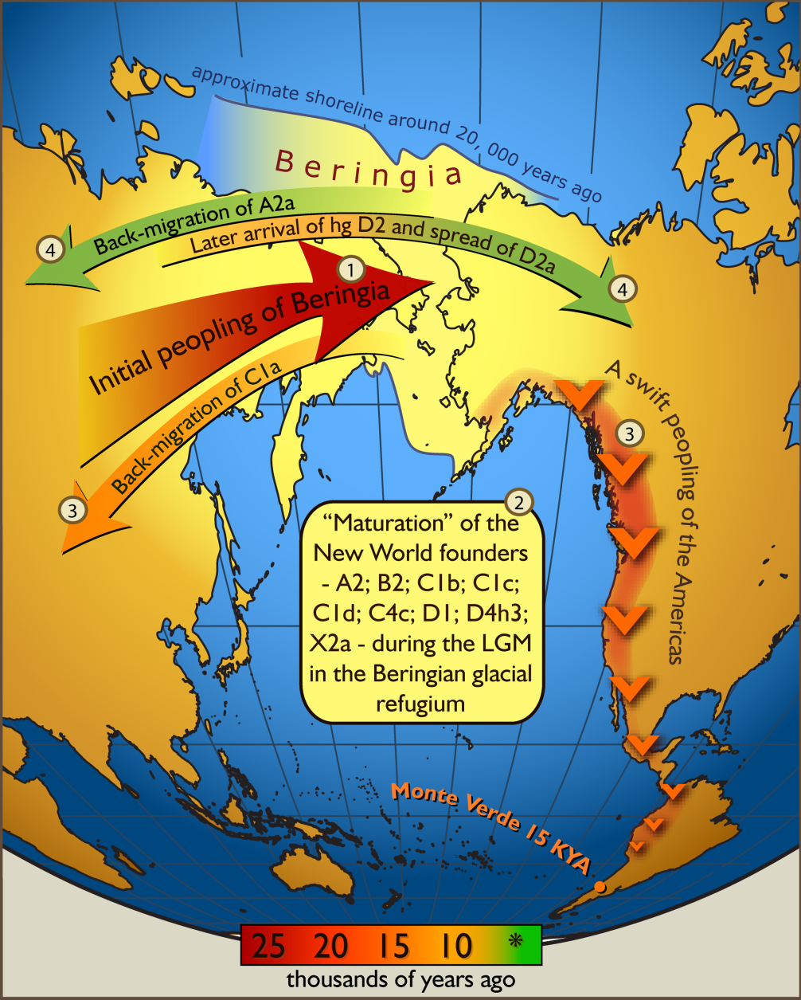 approximate shoreline around 20, 000 years ago
Beringia
Back-migration of A2a
Later arrival of hg D2 and spread of D2a
4
4
1
Initial peopling of Beringia
Back-migration of C1a
3
A swift peopling of the Americas
3
2
“Maturation” of the
New World founders
- A2; B2; C1b; C1c;
C1d; C4c; D1; D4h3;
X2a - during the LGM
in the Beringian glacial
refugium
Monte Verde 15 KYA
25 20 15 10 *
thousands of years ago